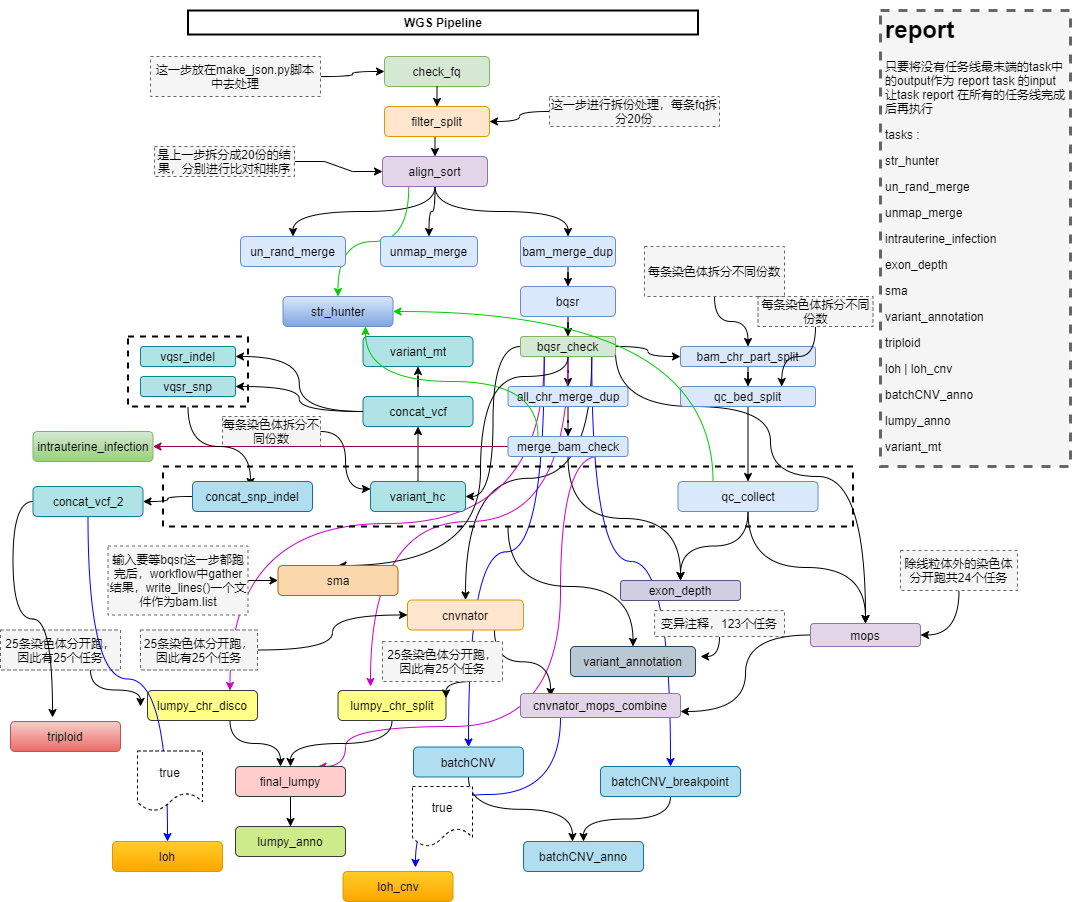 WGS Pipeline
report
只要将没有任务线最末端的task中
的output作为 report task 的input
让task report 在所有的任务线完成
后再执行
tasks :
str_hunter
un_rand_merge
unmap_merge
intrauterine_infection
exon_depth
sma
variant_annotation
triploid
loh | loh_cnv
batchCNV_anno
lumpy_anno
variant_mt
这一步放在make_json.py脚本
中去处理
check_fq
filter_split
这一步进行拆份处理，每条fq拆
分20份
是上一步拆分成20份的结
果，分别进行比对和排序
align_sort
un_rand_merge
unmap_merge
bam_merge_dup
每条染色体拆分不同份数
bqsr
str_hunter
每条染色体拆分不同
份数
vqsr_indel
variant_mt
bqsr_check
bam_chr_part_split
vqsr_snp
all_chr_merge_dup
qc_bed_split
concat_vcf
每条染色体拆分不
同份数
intrauterine_infection
merge_bam_check
concat_vcf_2
concat_snp_indel
variant_hc
qc_collect
输入要等bqsr这一步都跑
完后，workflow中gather
结果，write_lines()一个文
件作为bam.list
sma
exon_depth
除线粒体外的染色体
分开跑共24个任务
cnvnator
变异注释，123个任务
mops
25条染色体分开跑，
因此有25个任务
25条染色体分开跑，
因此有25个任务
25条染色体分开跑，
因此有25个任务
variant_annotation
lumpy_chr_disco
lumpy_chr_split
cnvnator_mops_combine
triploid
true
final_lumpy
batchCNV
batchCNV_breakpoint
true
lumpy_anno
loh
batchCNV_anno
loh_cnv